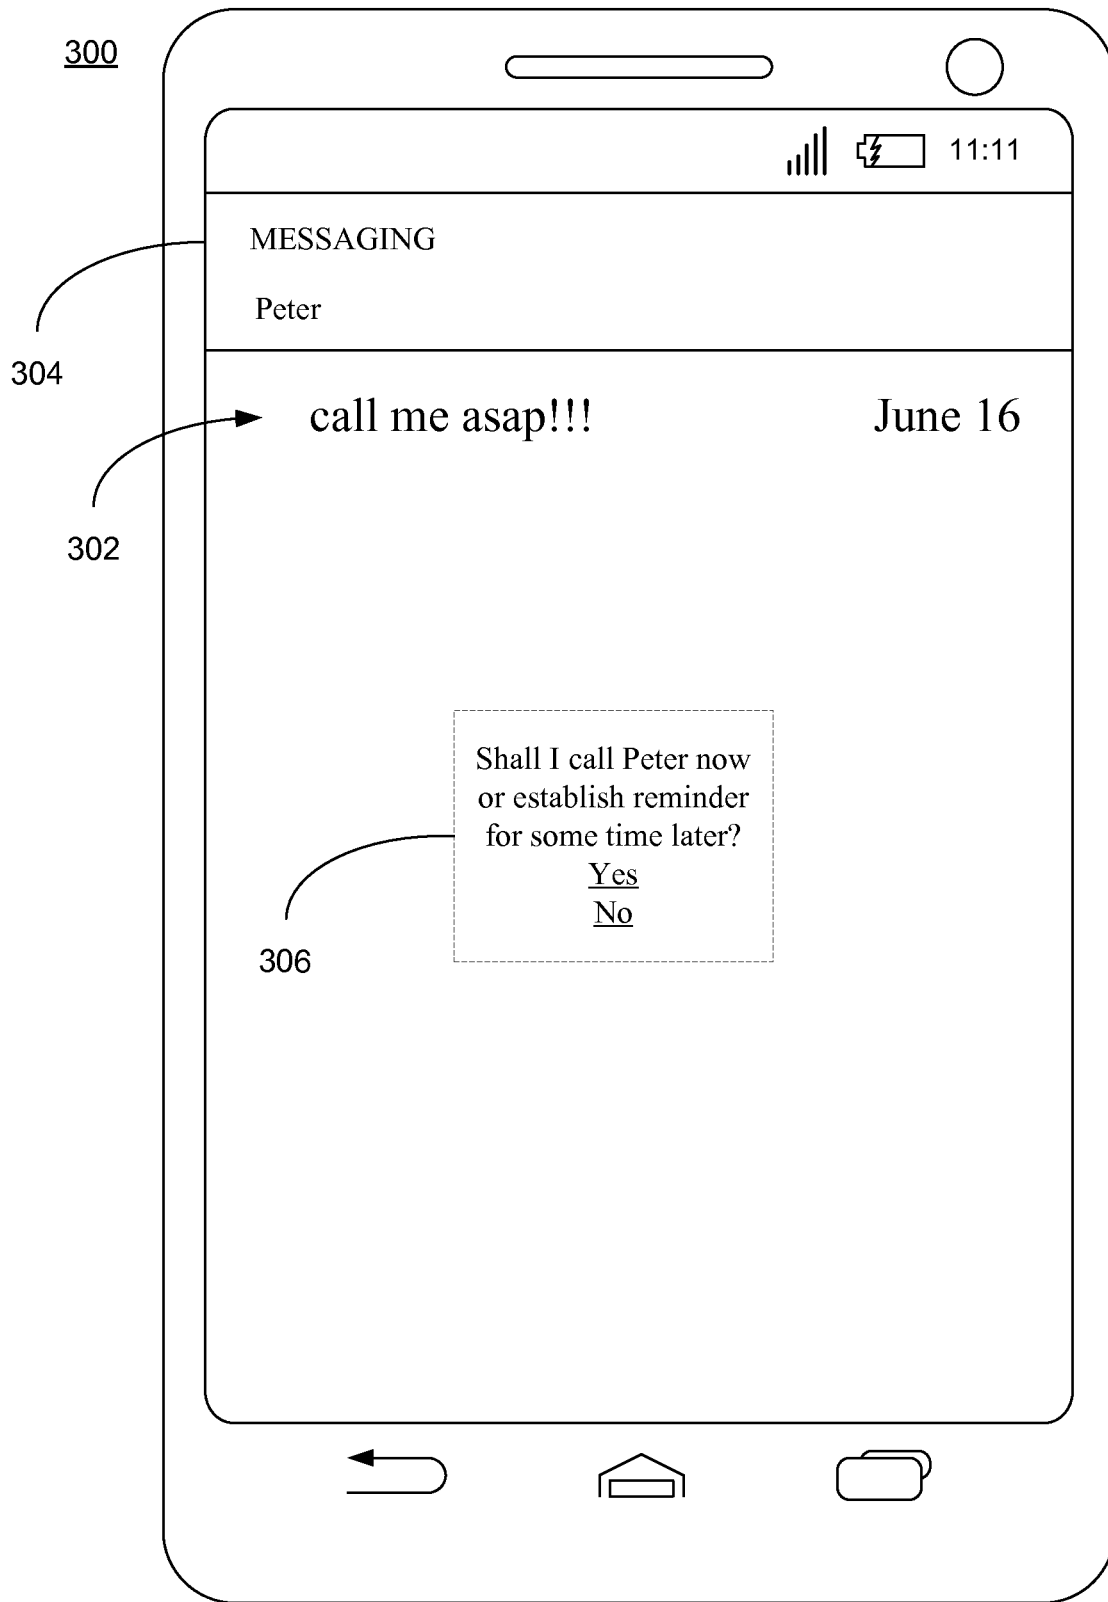 300
11:11
MESSAGING
Peter
304
call me asap!!! June 16
302
Shall I call Peter now
or establish reminder
for some time later?
Yes
No
306